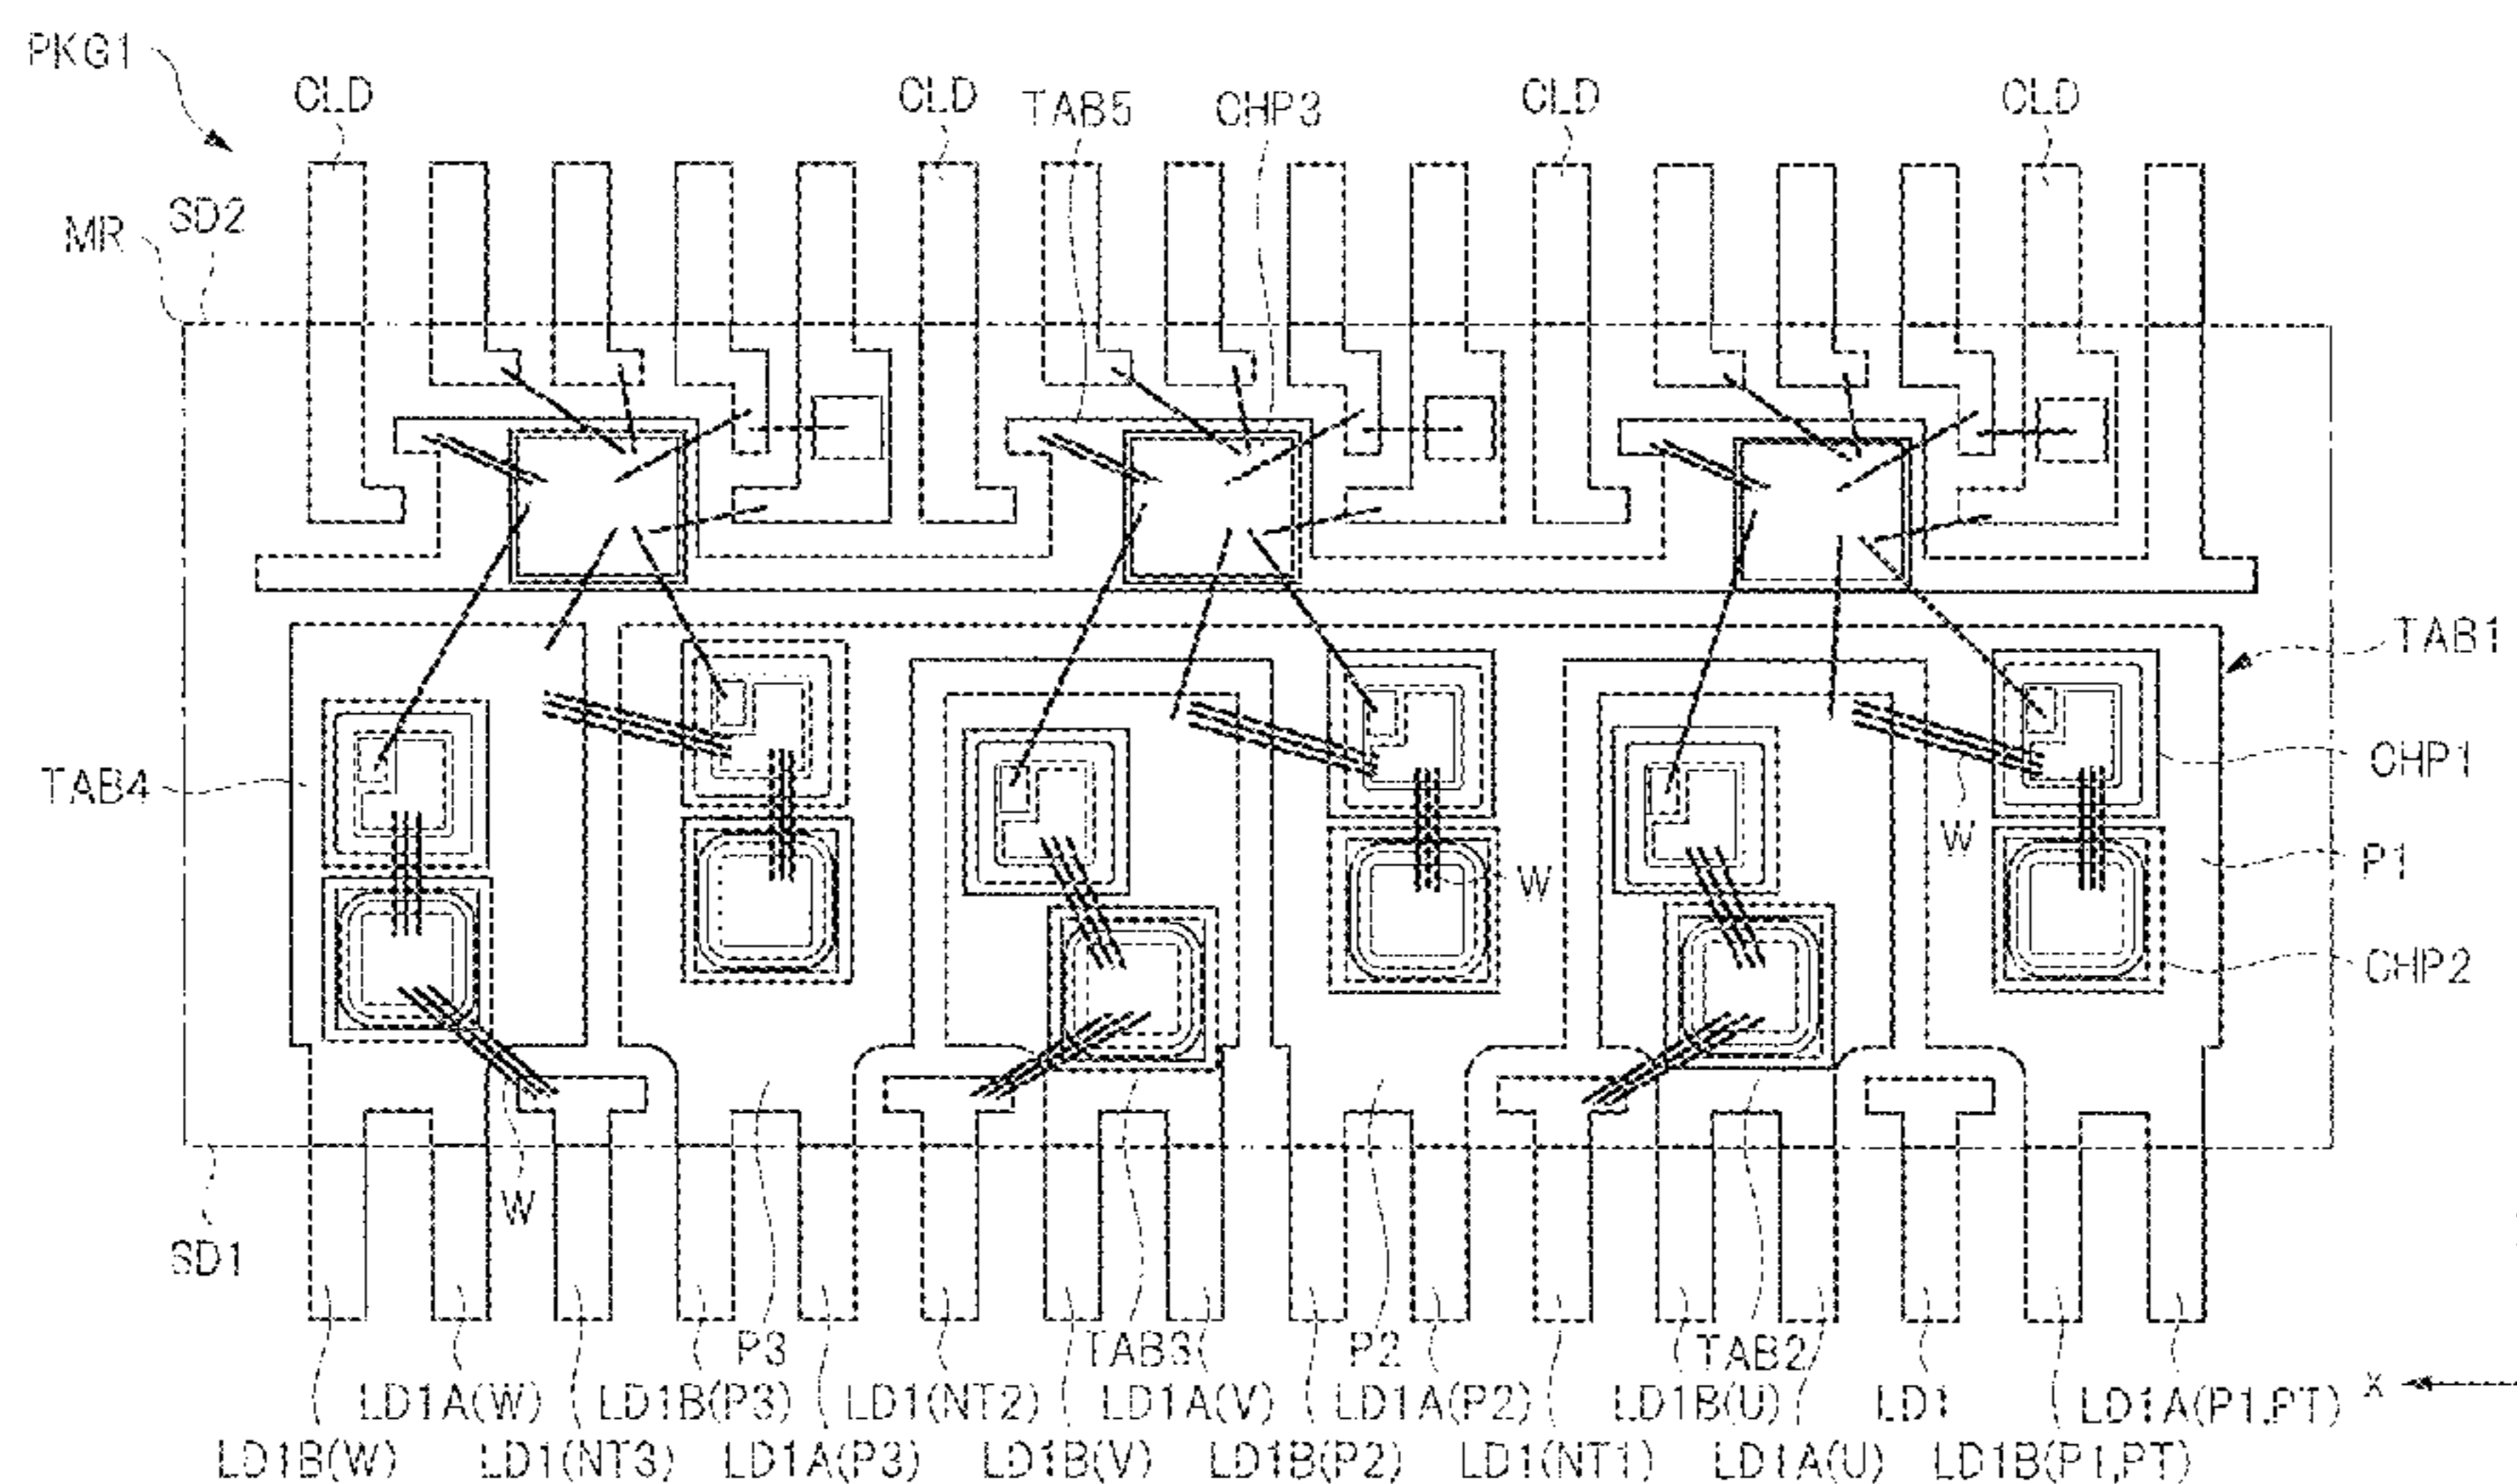 PKG1
CLD CLD TAB5 CHP3 CLD CLD
MR SD2
TAB1
TAB4 CHP1
W
W P1
CHP2
W
SD1
P3 TAB3 P2 TAB2
LD1A(W) LD1B(P3) LD1(NT2) LD1A(V) LD1A(P2) LD1B(U) LD1 LD1A(P1,PT) X
LD1B(W) LD1(NT3) LD1A(P3) LD1B(V) LD1B(P2) LD1(NT1) LD1A(U) LD1B(P1,PT)